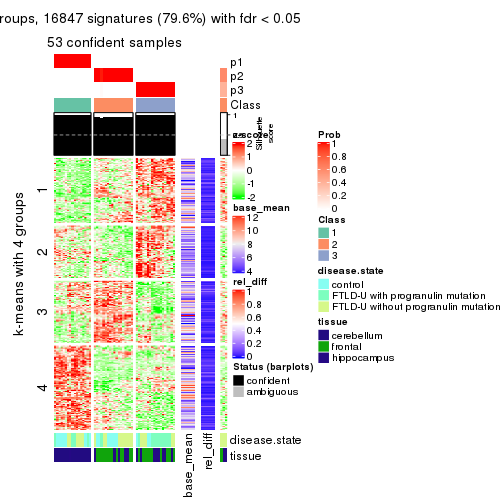 roups, 16847 signatures (79.6%) with fdr < 0.05
53 confident samples
p1
p2
p3
Class
1
Silhouette
score
z-score
2
1
0
-1
-2
base_mean
12
10
8
6
4
rel_diff
1
0.8
0.6
0.4
0.2
0
Status (barplots)
confident
ambiguous
Prob
1
0.8
0.6
0.4
0.2
0
Class
1
2
3
disease.state
control
FTLD-U with progranulin mutation
FTLD-U without progranulin mutation
tissue
cerebellum
frontal
hippocampus
k-means with 4 groups
1
2
3
4
disease.state
tissue
base_mean
rel_diff